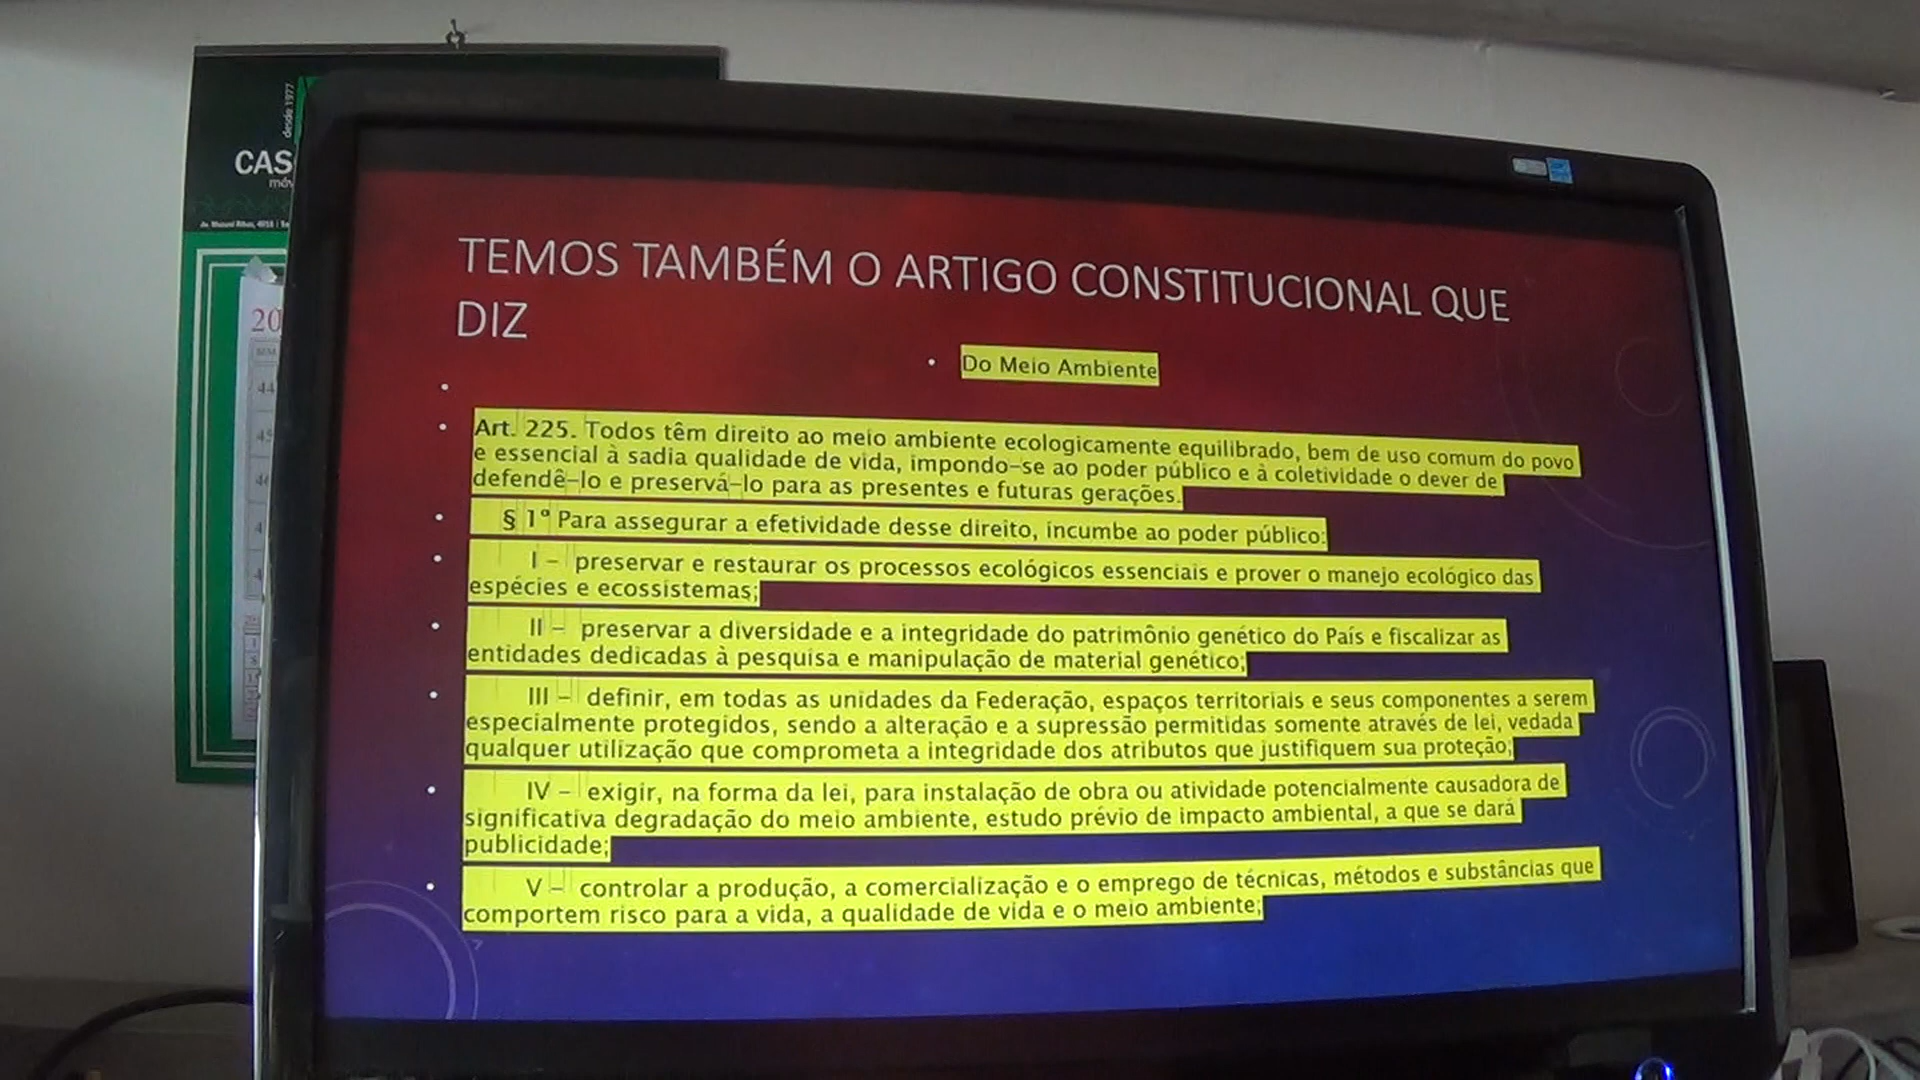 desde 1977
CAS
móv
Av. Mazzei Ribas, 4055
20
TEMOS TAMBÉM O ARTIGO CONSTITUCIONAL QUE
DIZ
• Do Meio Ambiente
•
• Art. 225. Todos têm direito ao meio ambiente ecologicamente equilibrado, bem de uso comum do povo
e essencial à sadia qualidade de vida, impondo-se ao poder público e à coletividade o dever de
defendê-lo e preservá-lo para as presentes e futuras gerações.
• § 1º Para assegurar a efetividade desse direito, incumbe ao poder público:
• I - preservar e restaurar os processos ecológicos essenciais e prover o manejo ecológico das
espécies e ecossistemas;
• II - preservar a diversidade e a integridade do patrimônio genético do País e fiscalizar as
entidades dedicadas à pesquisa e manipulação de material genético;
• III - definir, em todas as unidades da Federação, espaços territoriais e seus componentes a serem
especialmente protegidos, sendo a alteração e a supressão permitidas somente através de lei, vedada
qualquer utilização que comprometa a integridade dos atributos que justifiquem sua proteção;
• IV - exigir, na forma da lei, para instalação de obra ou atividade potencialmente causadora de
significativa degradação do meio ambiente, estudo prévio de impacto ambiental, a que se dará
publicidade;
• V - controlar a produção, a comercialização e o emprego de técnicas, métodos e substâncias que
comportem risco para a vida, a qualidade de vida e o meio ambiente;